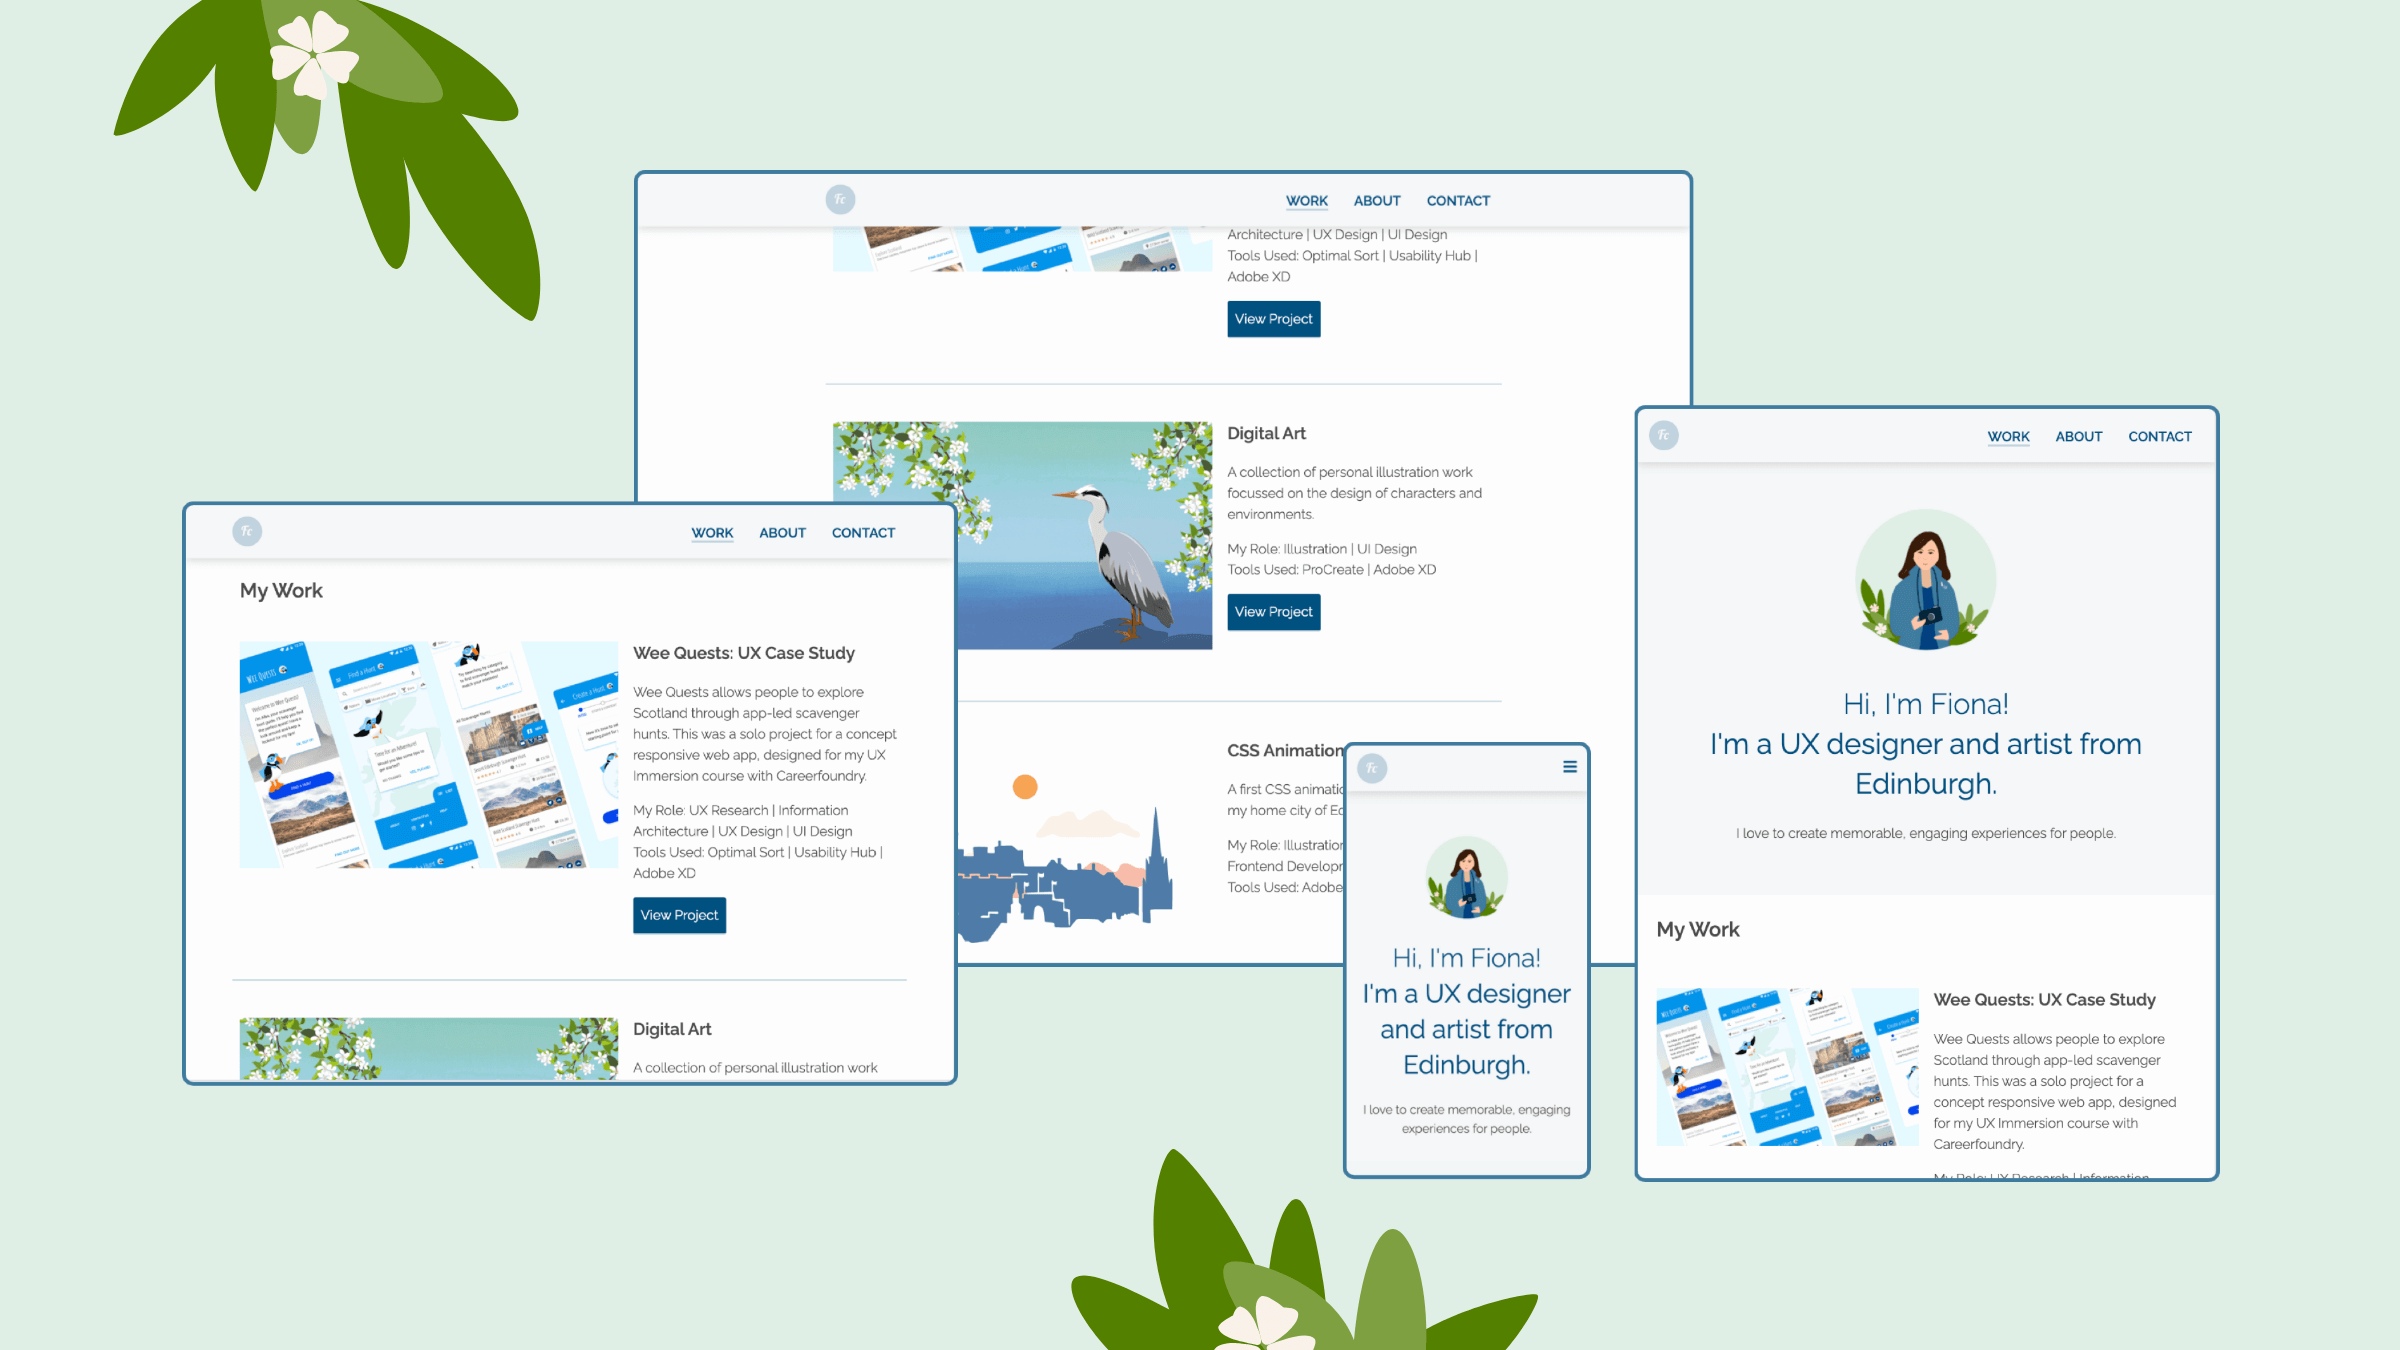 Fc
WORK
ABOUT
CONTACT
Architecture | UX Design | UI Design
Tools Used: Optimal Sort | Usability Hub |
Adobe XD
View Project
Digital Art
A collection of personal illustration work
focussed on the design of characters and
environments.
My Role: Illustration | UI Design
Tools Used: ProCreate | Adobe XD
View Project
CSS Animation
A first CSS
my home city of
My Role: Illustration
Frontend
Tools Used: Adobe
Fc
WORK
ABOUT
CONTACT
My Work
Wee Quests: UX Case Study
Wee Quests allows people to explore
Scotland through app-led scavenger
hunts. This was a solo project for a concept
responsive web app, designed for my UX
Immersion course with Careerfoundry.
My Role: UX Research | Information
Architecture | UX Design | UI Design
Tools Used: Optimal Sort | Usability Hub |
Adobe XD
View Project
Digital Art
A collection of personal illustration work
Fc
Hi, I'm Fiona!
I'm a UX designer
and artist from
Edinburgh.
I love to create memorable, engaging
experiences for people.
Fc
WORK
ABOUT
CONTACT
Hi, I'm Fiona!
I'm a UX designer and artist from
Edinburgh.
I love to create memorable, engaging experiences for people.
My Work
Wee Quests: UX Case Study
Wee Quests allows people to explore
Scotland through app-led scavenger
hunts. This was a solo project for a
concept responsive web app, designed
for my UX Immersion course with
Careerfoundry.
My Role: UX Research | Information